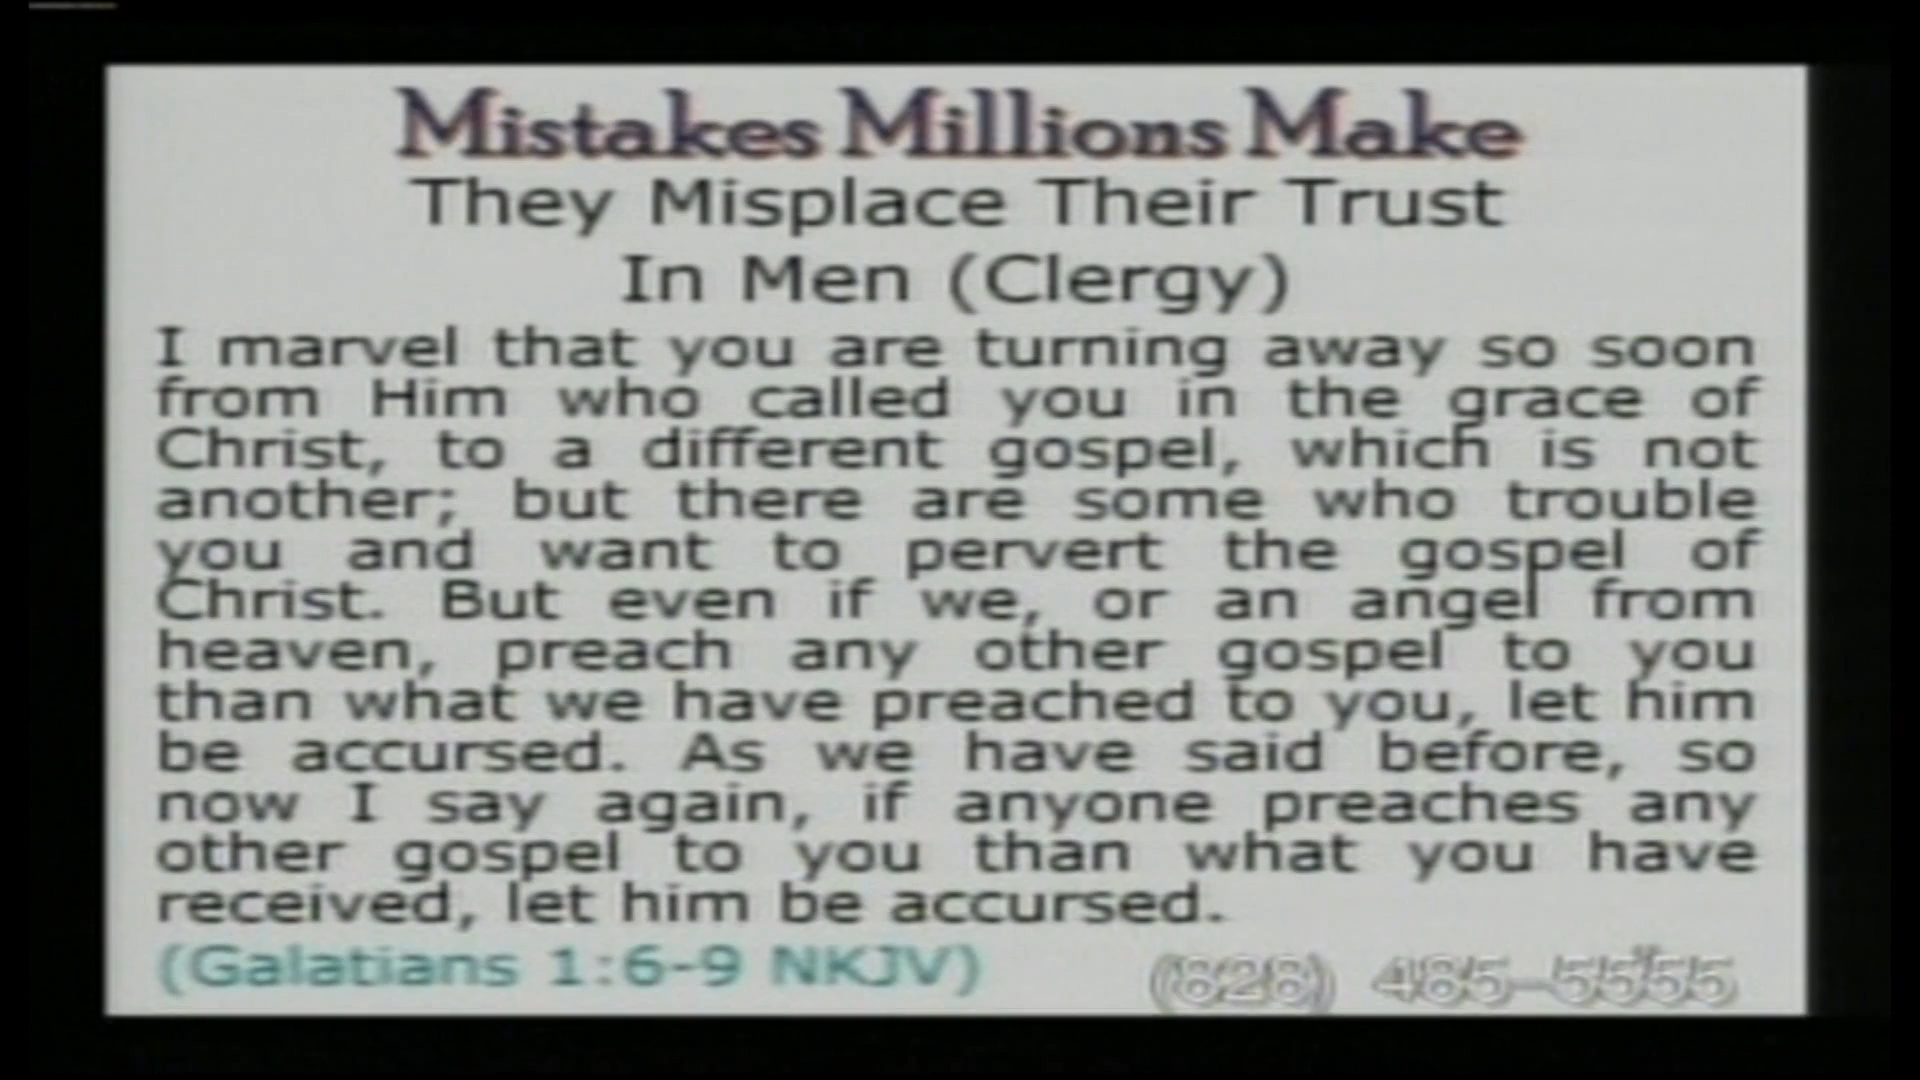 Mistakes Millions Make
They Misplace Their Trust
In Men (Clergy)
I marvel that you are turning away so soon
from Him who called you in the grace of
Christ, to a different gospel, which is not
another; but there are some who trouble
you and want to pervert the gospel of
Christ. But even if we, or an angel from
heaven, preach any other gospel to you
than what we have preached to you, let him
be accursed. As we have said before, so
now I say again, if anyone preaches any
other gospel to you than what you have
received, let him be accursed.
(Galatians 1:6-9 NKJV)
(828) 485-5555